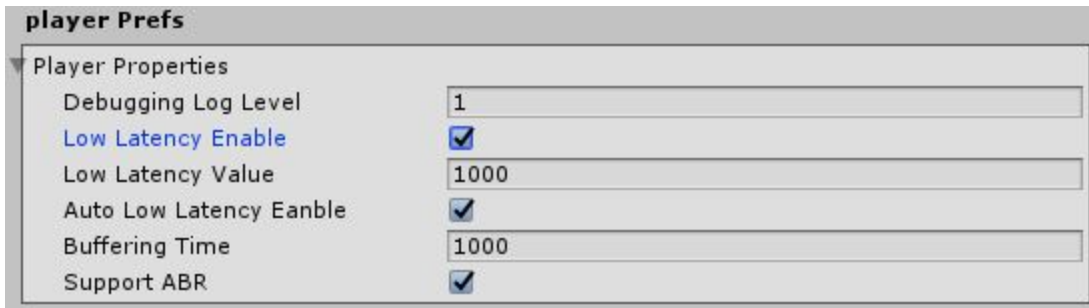 player Prefs
Player Properties
Debugging Log Level 1
Low Latency Enable
Low Latency Value 1000
Auto Low Latency Eanble
Buffering Time 1000
Support ABR